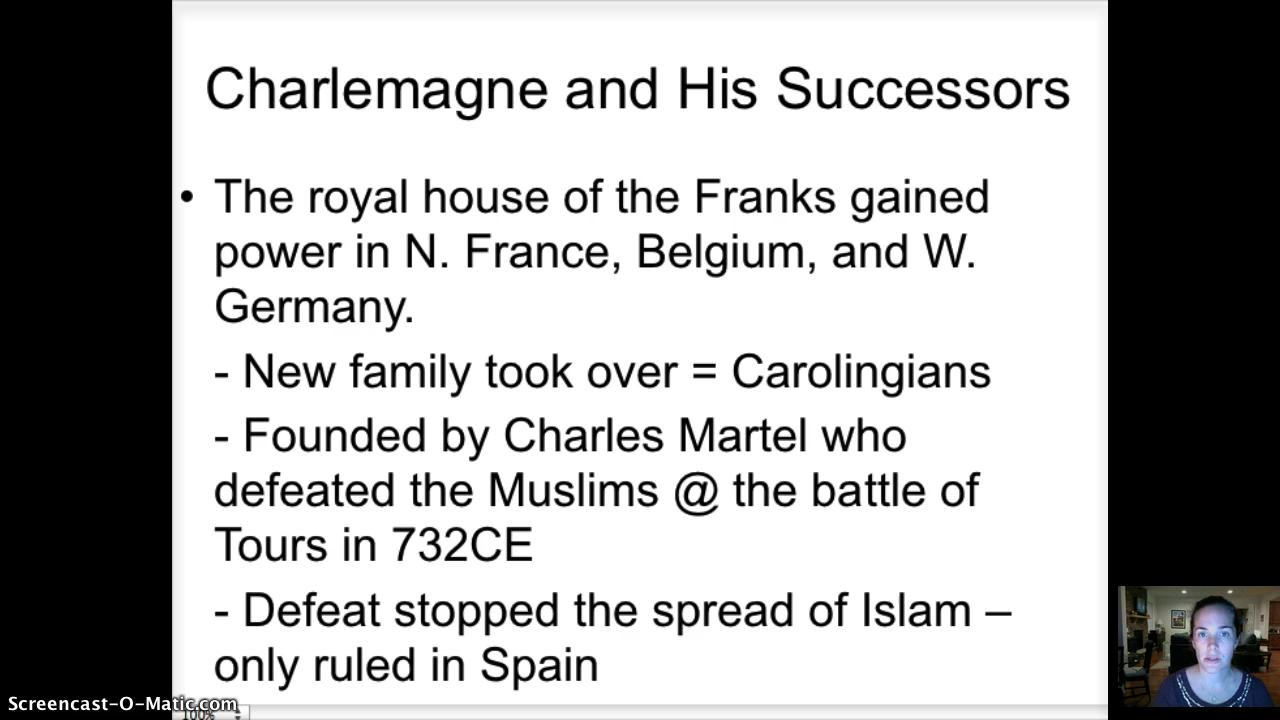 Charlemagne and His Successors
• The royal house of the Franks gained
power in N. France, Belgium, and W.
Germany.
- New family took over = Carolingians
- Founded by Charles Martel who
defeated the Muslims @ the battle of
Tours in 732CE
- Defeat stopped the spread of Islam –
only ruled in Spain
Screencast-O-Matic.com
100%